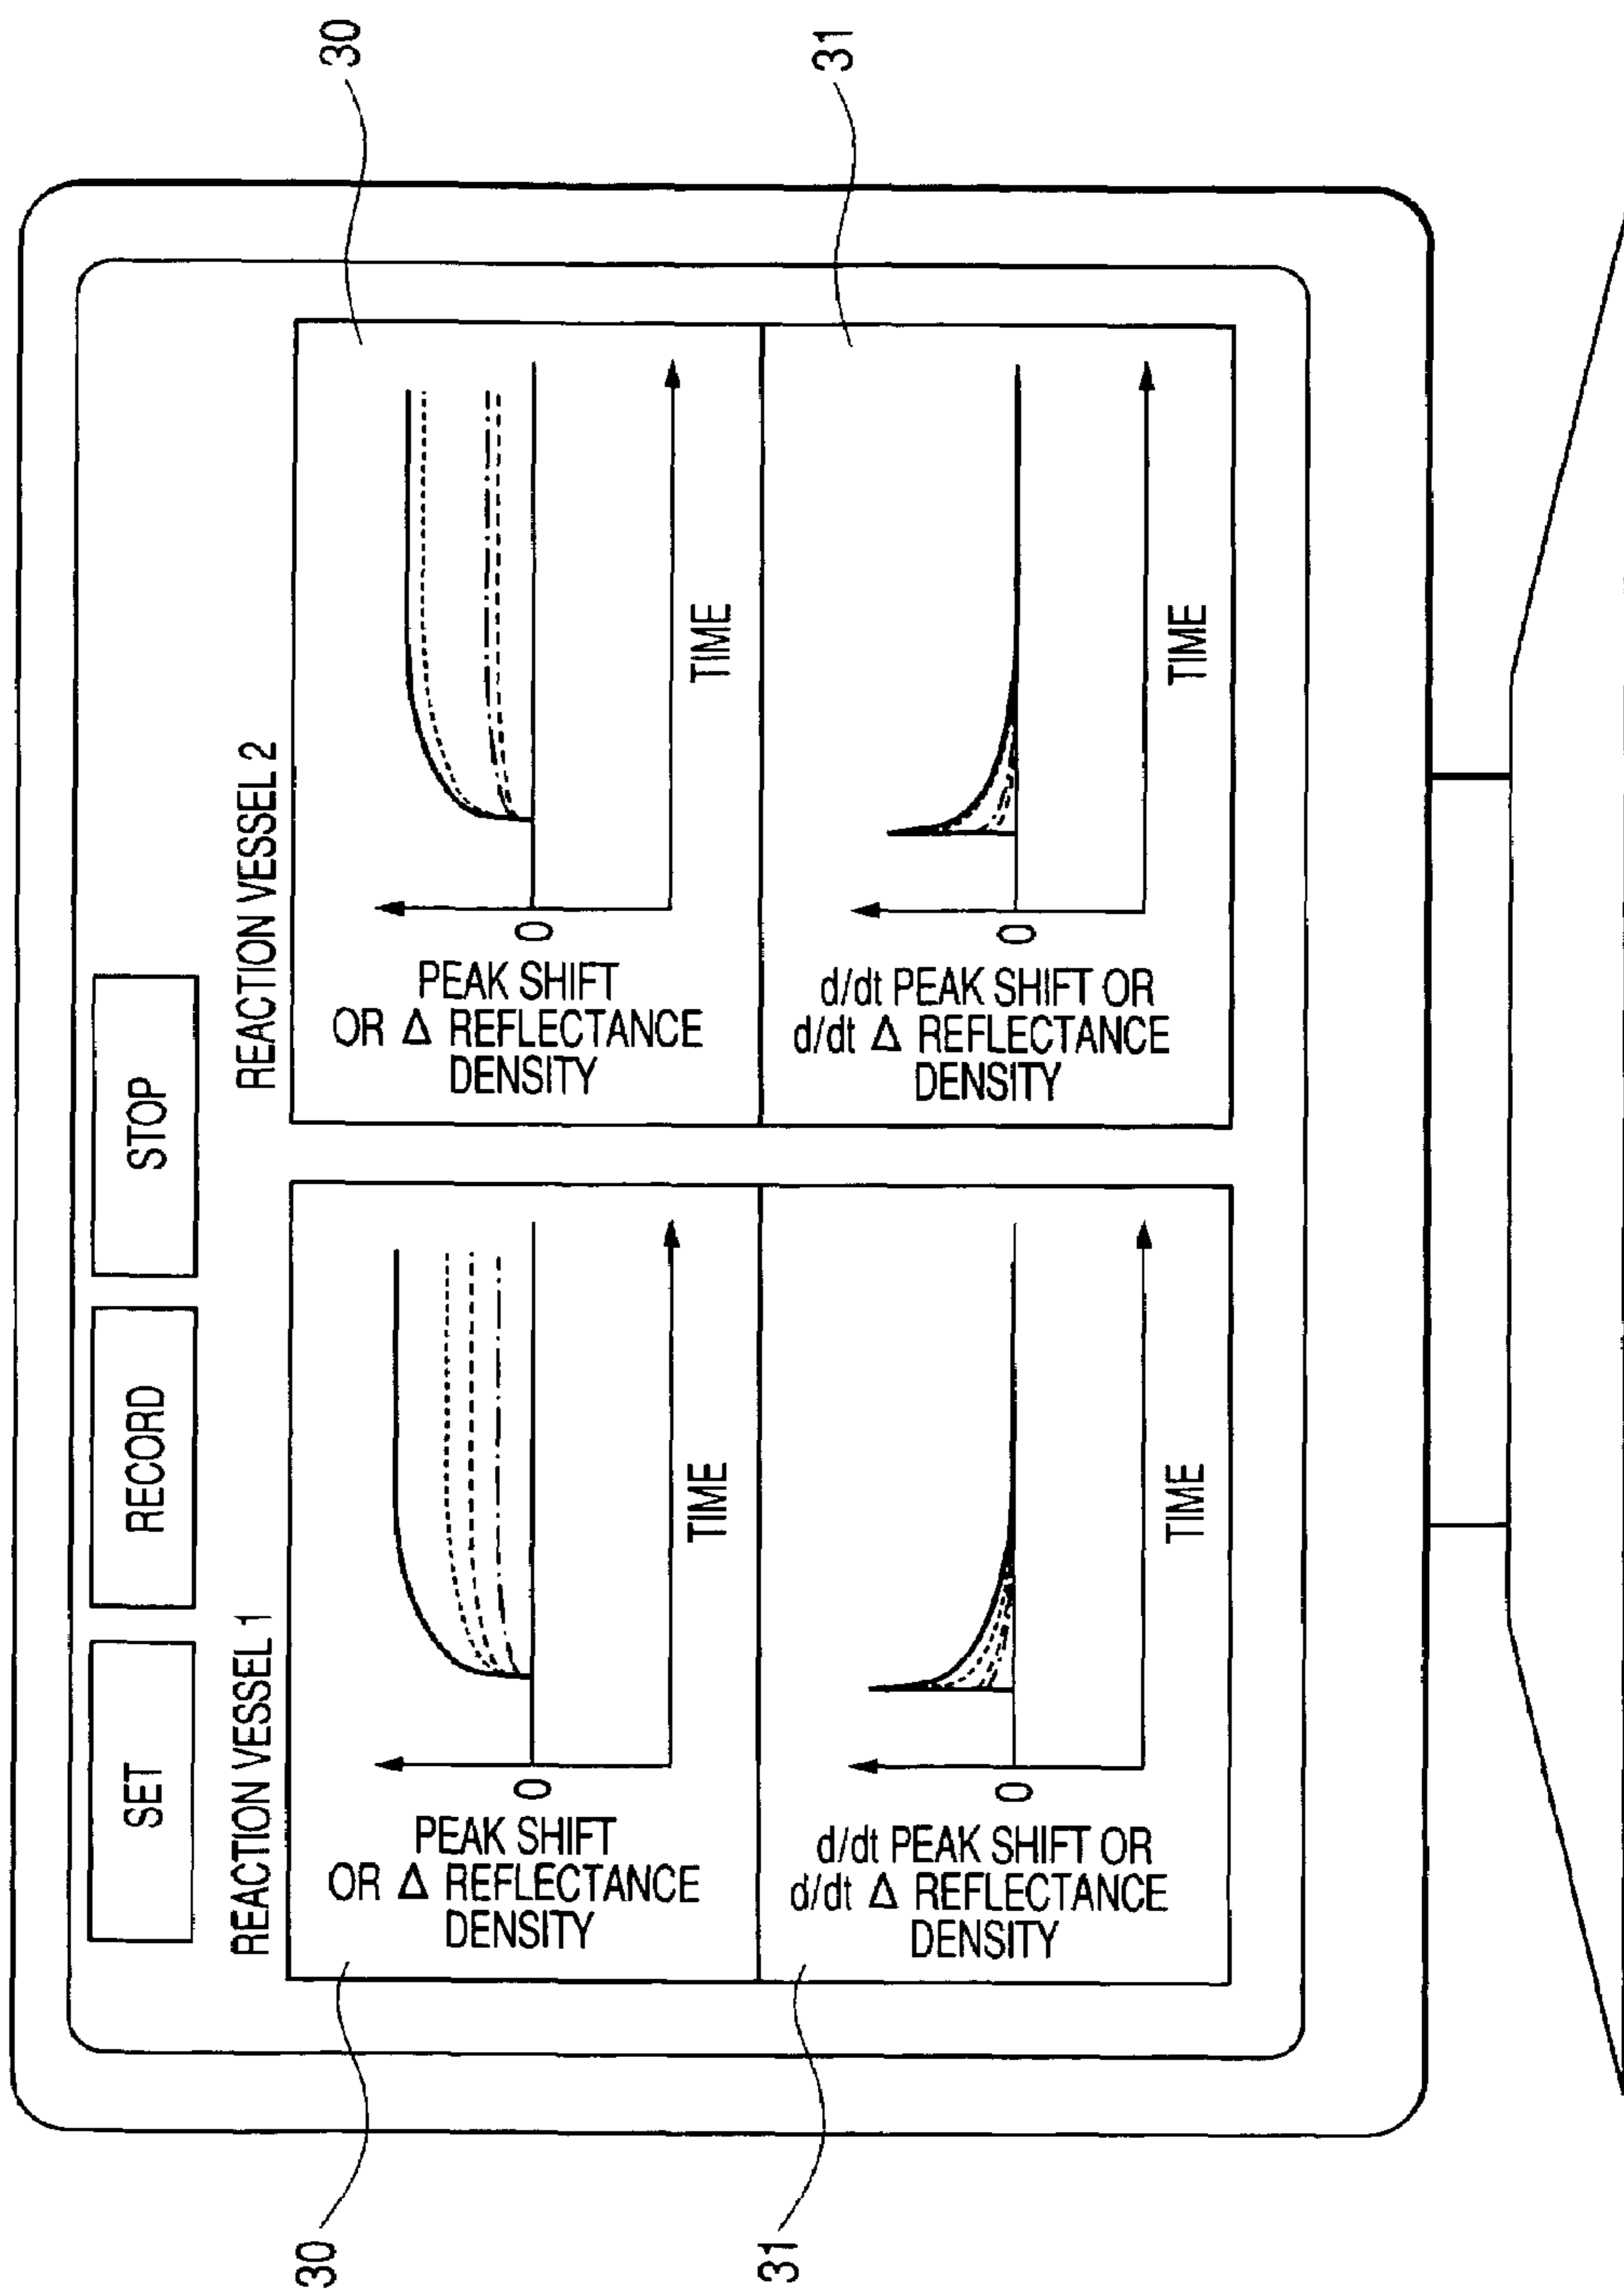 SET
RECORD
STOP
REACTION VESSEL 1
REACTION VESSEL 2
30
30
PEAK SHIFT
OR Δ REFLECTANCE
DENSITY
0
TIME
PEAK SHIFT
OR Δ REFLECTANCE
DENSITY
0
TIME
31
31
d/dt PEAK SHIFT OR
d/dt Δ REFLECTANCE
DENSITY
0
TIME
d/dt PEAK SHIFT OR
d/dt Δ REFLECTANCE
DENSITY
0
TIME